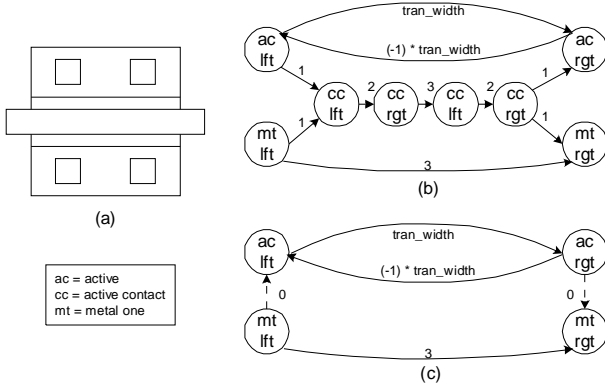 tran_width
(-1) * tran_width
ac
lft
ac
rgt
1
1
cc
lft
2
cc
rgt
3
cc
lft
2
cc
rgt
1
1
mt
lft
mt
rgt
3
(a)
(b)
ac = active
cc = active contact
mt = metal one
tran_width
(-1) * tran_width
ac
lft
ac
rgt
0
0
mt
lft
mt
rgt
3
(c)